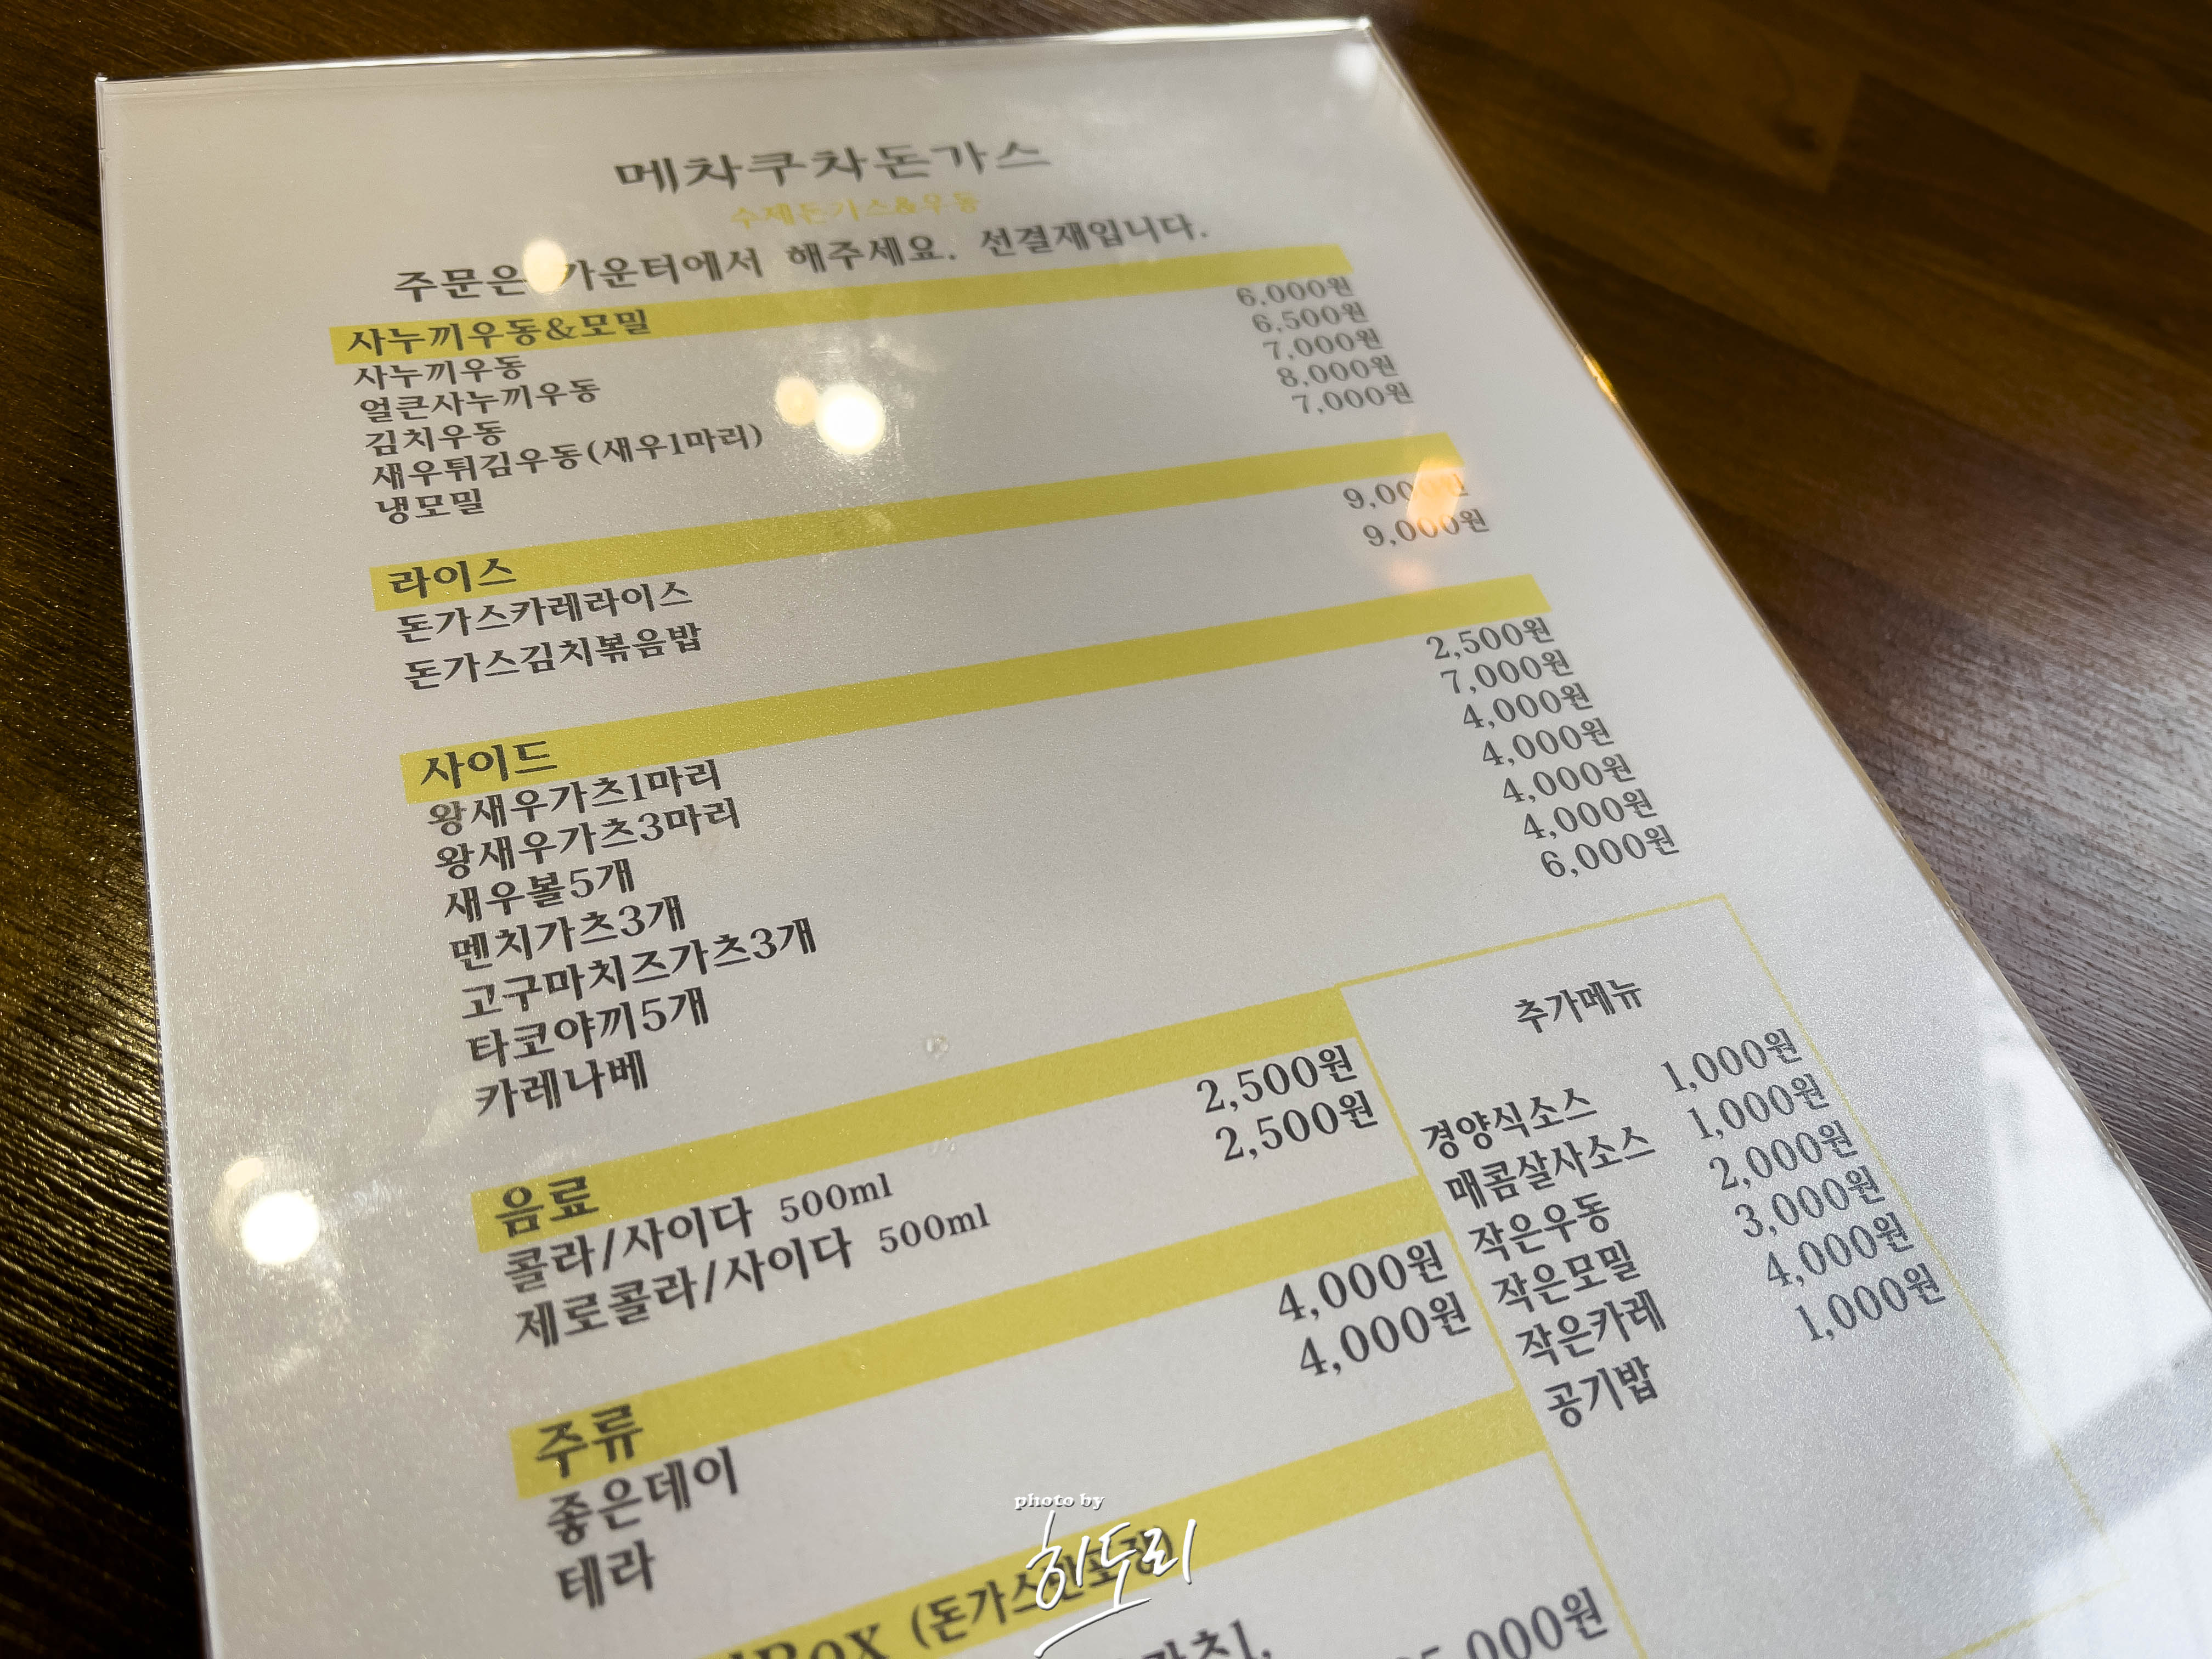 메차쿠차돈가스
수제돈가스&우동
주문은 카운터에서 해주세요. 선결재입니다.
사누끼우동&모밀
사누끼우동 6,000원
얼큰사누끼우동 6,500원
김치우동 7,000원
새우튀김우동(새우1마리) 8,000원
냉모밀 7,000원
라이스
돈가스카레라이스 9,000원
돈가스김치볶음밥 9,000원
사이드
왕새우가츠1마리 2,500원
왕새우가츠3마리 7,000원
새우볼5개 4,000원
멘치가츠3개 4,000원
고구마치즈가츠3개 4,000원
타코야끼5개 4,000원
카레나베 6,000원
음료
콜라/사이다 500ml 2,500원
제로콜라/사이다 500ml 2,500원
주류
좋은데이 4,000원
테라 4,000원
추가메뉴
경양식소스 1,000원
매콤살사소스 1,000원
작은우동 2,000원
작은모밀 3,000원
작은카레 4,000원
공기밥 1,000원
photo by
히두리